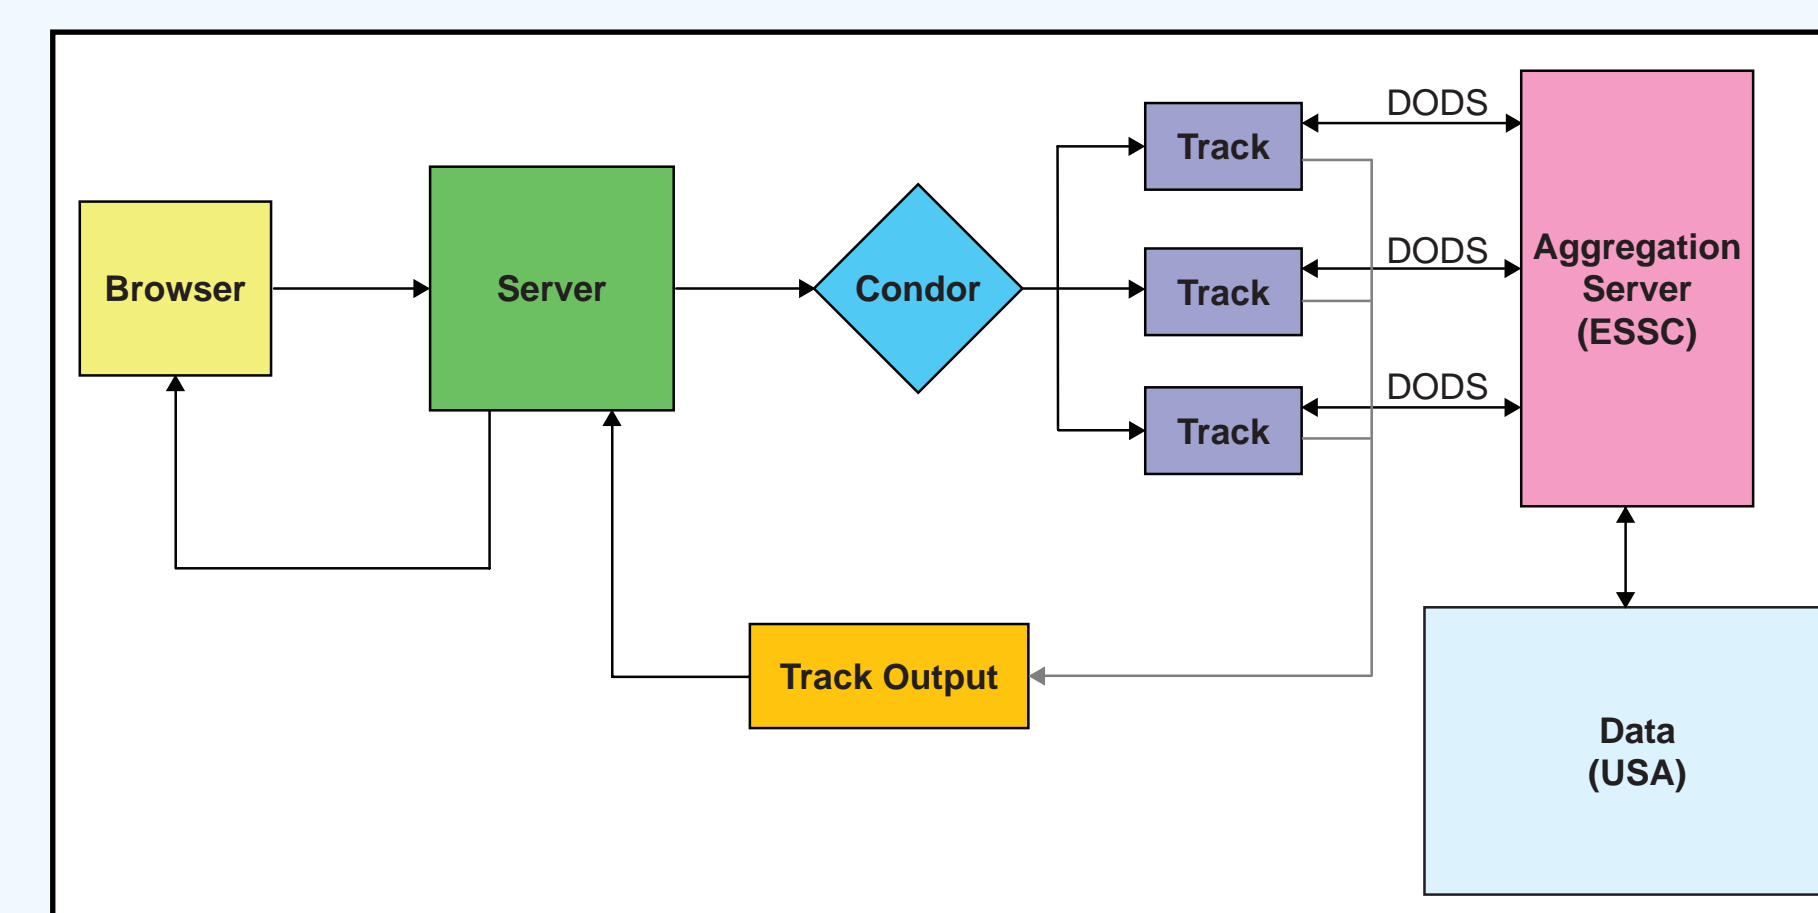 Browser
Server
Condor
Track
Track
Track
DODS
DODS
DODS
Aggregation
Server
(ESSC)
Track Output
Data
(USA)